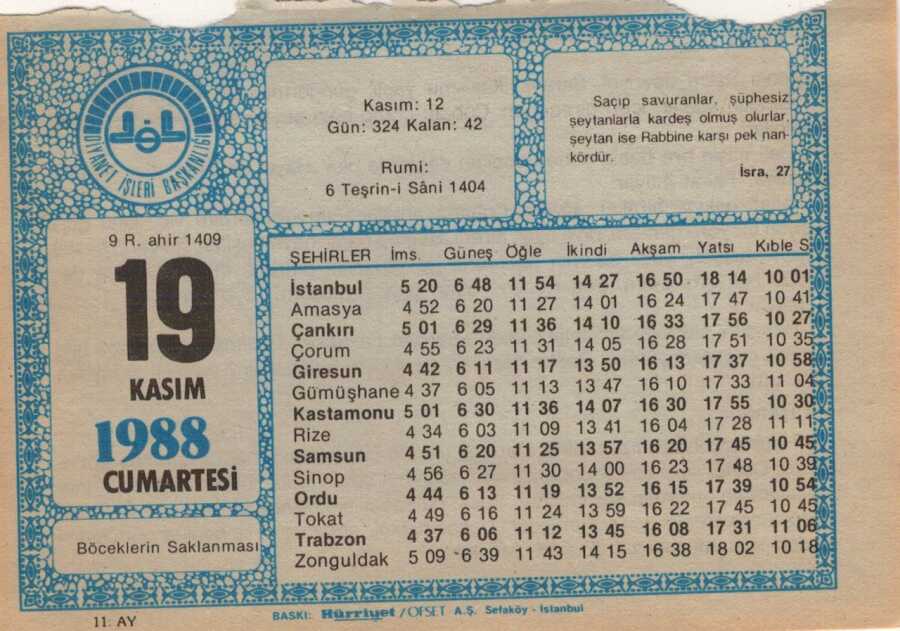 DİYANET İŞLERİ BAŞKANLIĞI
Kasım: 12
Gün: 324 Kalan: 42
Rumi:
6 Teşrin-i Sâni 1404
Saçıp savuranlar, şüphesiz
şeytanlarla kardeş olmuş olurlar,
şeytan ise Rabbine karşı pek nan-
kördür.
İsra, 27
9 R. ahir 1409
19
KASIM
1988
CUMARTESİ
Böceklerin Saklanması
ŞEHİRLER İms. Güneş Öğle İkindi Akşam Yatsı Kıble S.
İstanbul 5 20 6 48 11 54 14 27 16 50 18 14 10 01
Amasya 4 52 6 20 11 27 14 01 16 24 17 47 10 41
Çankırı 5 01 6 29 11 36 14 10 16 33 17 56 10 27
Çorum 4 55 6 23 11 31 14 05 16 28 17 51 10 35
Giresun 4 42 6 11 11 17 13 50 16 13 17 37 10 58
Gümüşhane 4 37 6 05 11 13 13 47 16 10 17 33 11 04
Kastamonu 5 01 6 30 11 36 14 07 16 30 17 55 10 30
Rize 4 34 6 03 11 09 13 41 16 04 17 28 11 11
Samsun 4 51 6 20 11 25 13 57 16 20 17 45 10 45
Sinop 4 56 6 27 11 30 14 00 16 23 17 48 10 39
Ordu 4 44 6 13 11 19 13 52 16 15 17 39 10 54
Tokat 4 49 6 16 11 24 13 59 16 22 17 45 10 45
Trabzon 4 37 6 06 11 12 13 45 16 08 17 31 11 06
Zonguldak 5 09 6 39 11 43 14 15 16 38 18 02 10 18
11. AY
BASKI: Hürriyet / OFSET A.Ş. Sefaköy - İstanbul